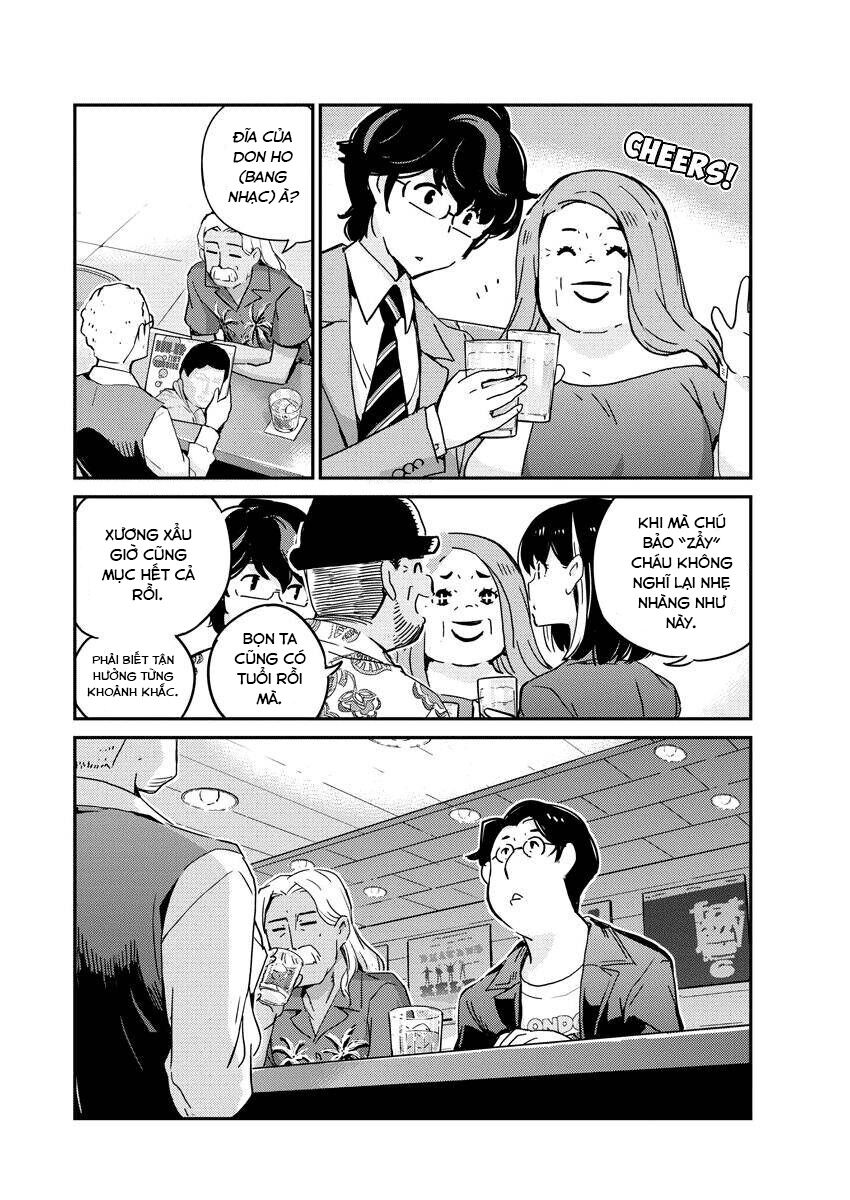 CHEERS!
ĐĨA CỦA
DON HO
(BANG
NHẠC) À?
KHI MÀ CHÚ
BẢO “ZẨY”
CHÁU KHÔNG
NGHĨ LẠI NHẸ
NHÀNG NHƯ
NÀY.
BỌN TA
CŨNG CÓ
TUỔI RỒI
MÀ.
XƯƠNG XẨU
GIỜ CŨNG
MỤC HẾT CẢ
RỒI.
PHẢI BIẾT TẬN
HƯỞNG TỪNG
KHOẢNH KHẮC.
ONDO